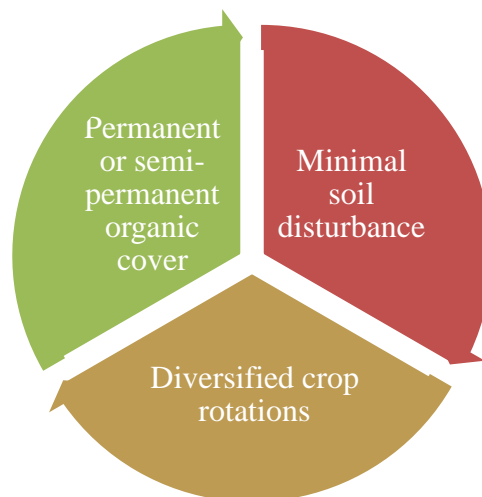 Permanent
or semi-
permanent
organic
cover
Minimal
soil
disturbance
Diversified crop
rotations